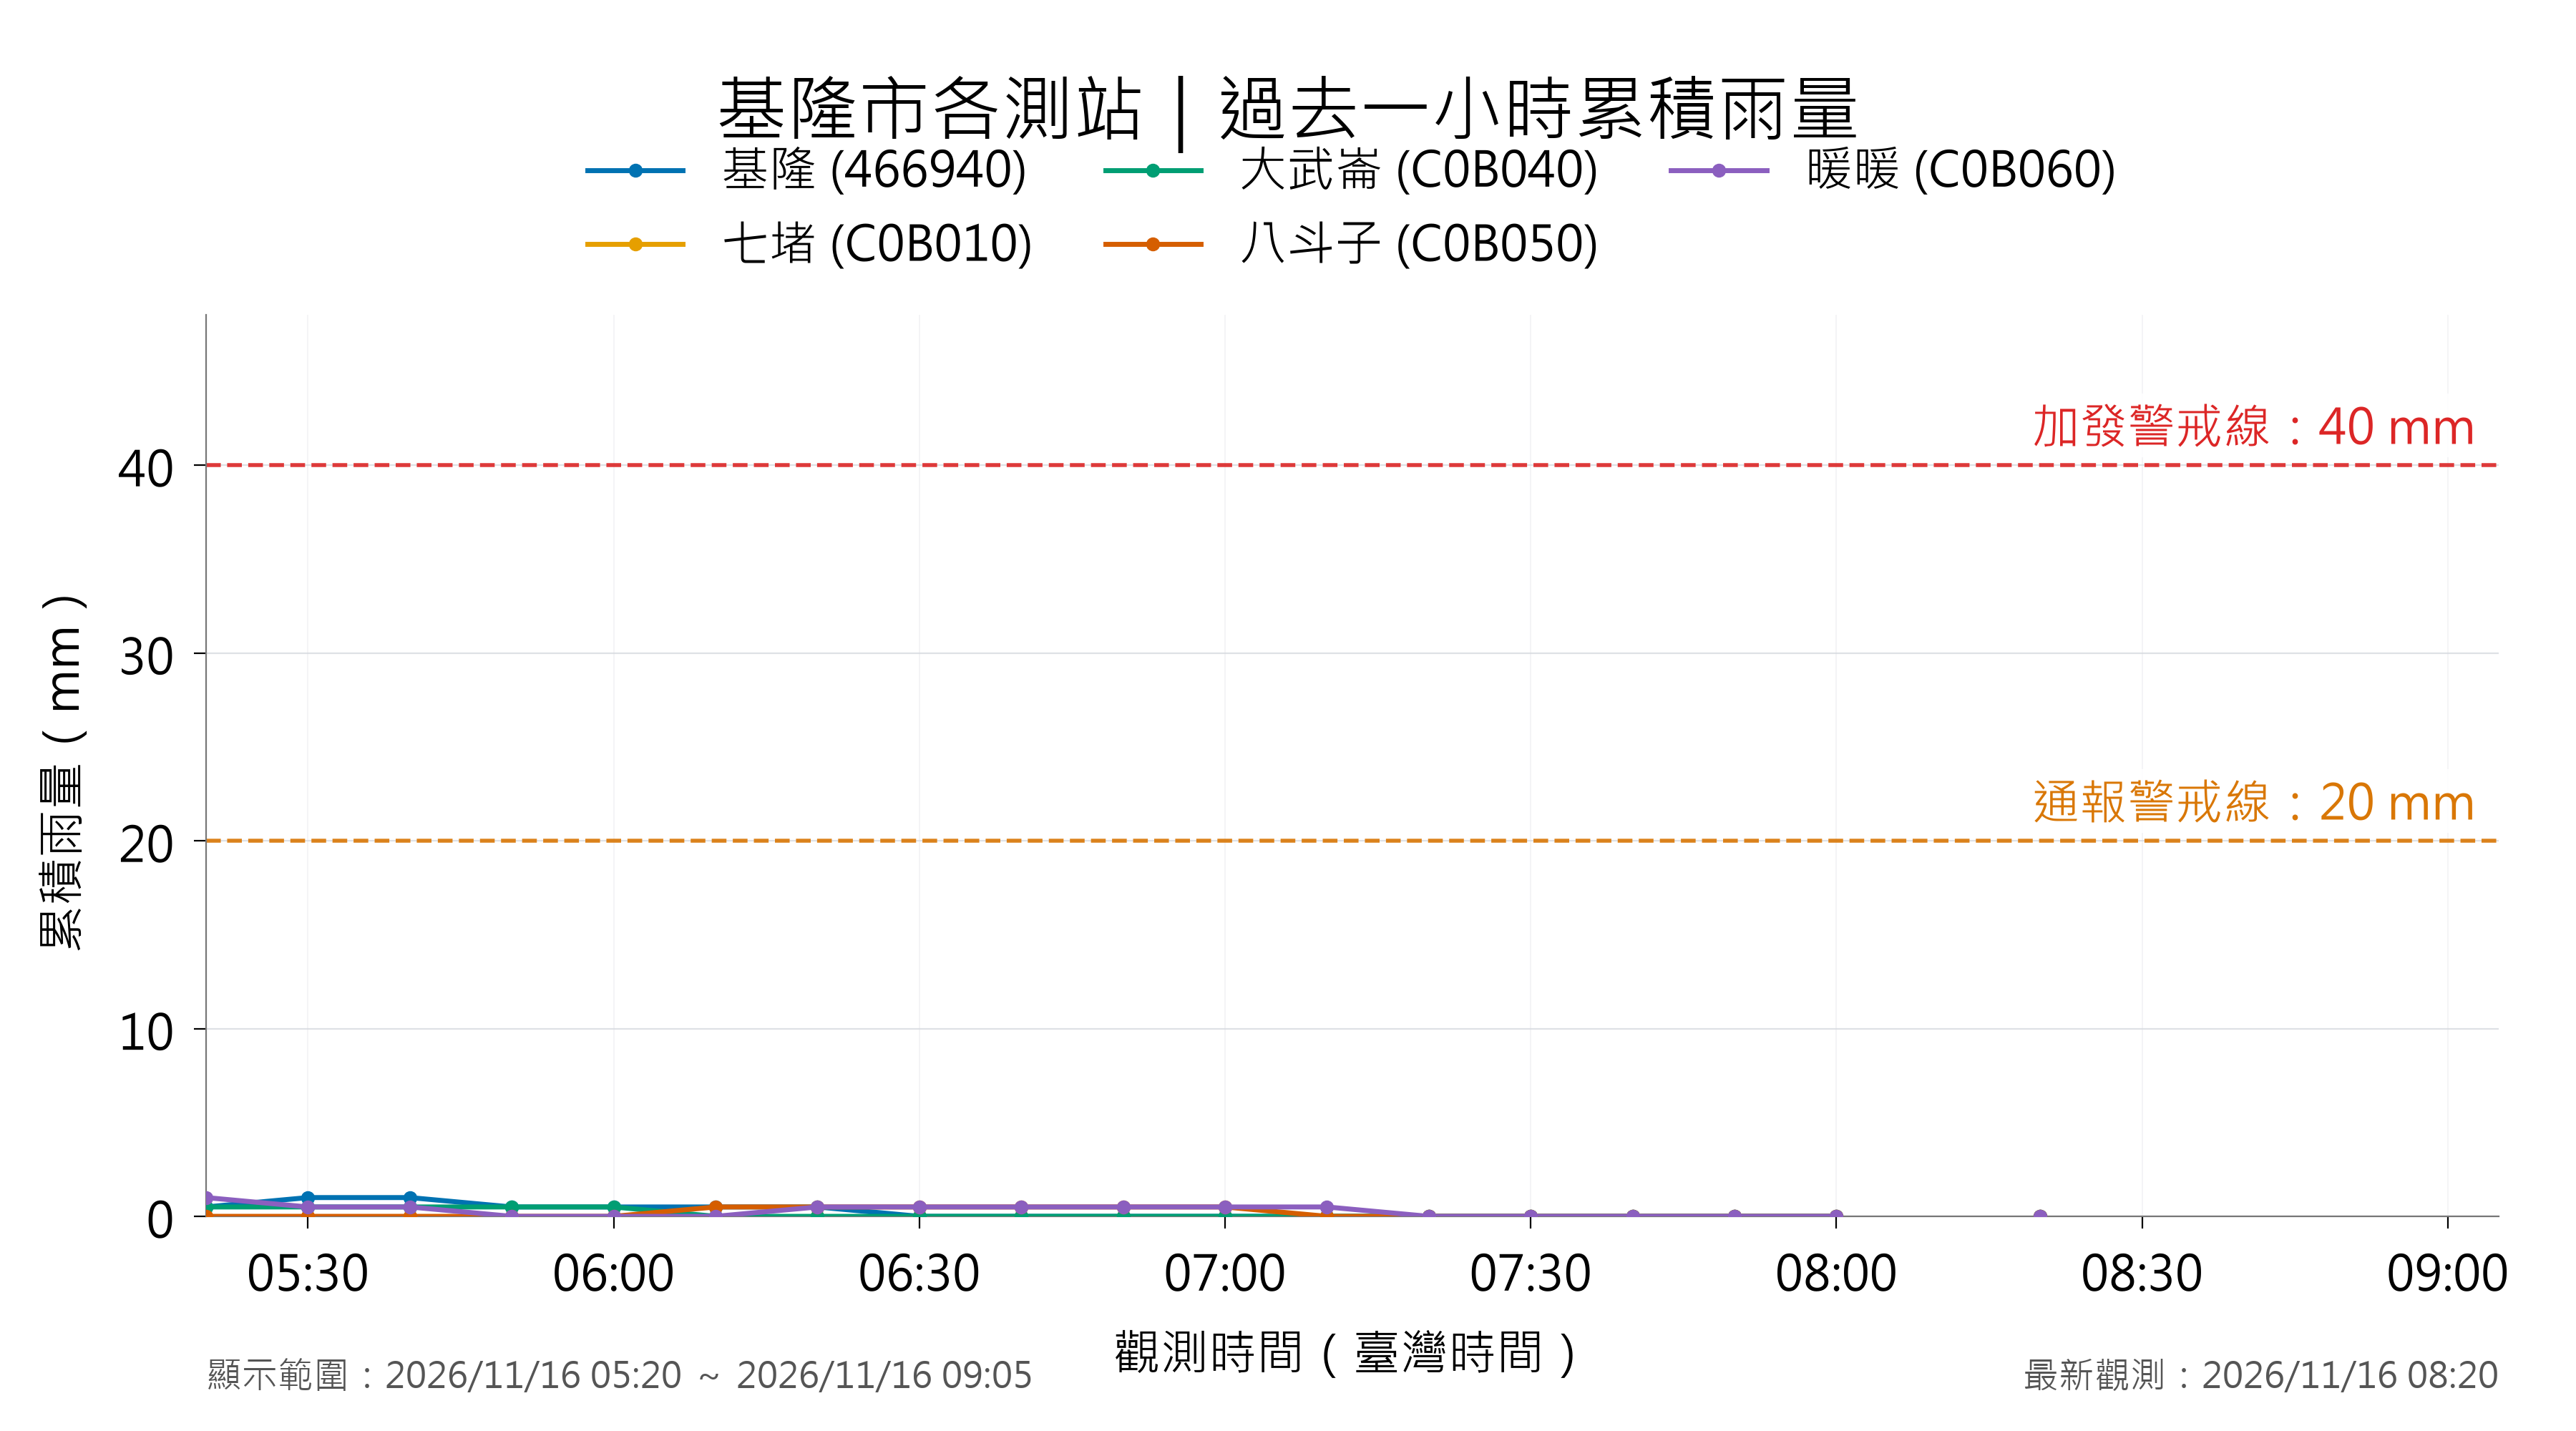 基隆市各測站｜過去一小時累積雨量
基隆 (466940)
大武崙 (C0B040)
暖暖 (C0B060)
七堵 (C0B010)
八斗子 (C0B050)
累積雨量（mm）
40
30
20
10
0
加發警戒線：40 mm
通報警戒線：20 mm
05:30 06:00 06:30 07:00 07:30 08:00 08:30 09:00
觀測時間（臺灣時間）
顯示範圍：2026/11/16 05:20 ~ 2026/11/16 09:05
最新觀測：2026/11/16 08:20